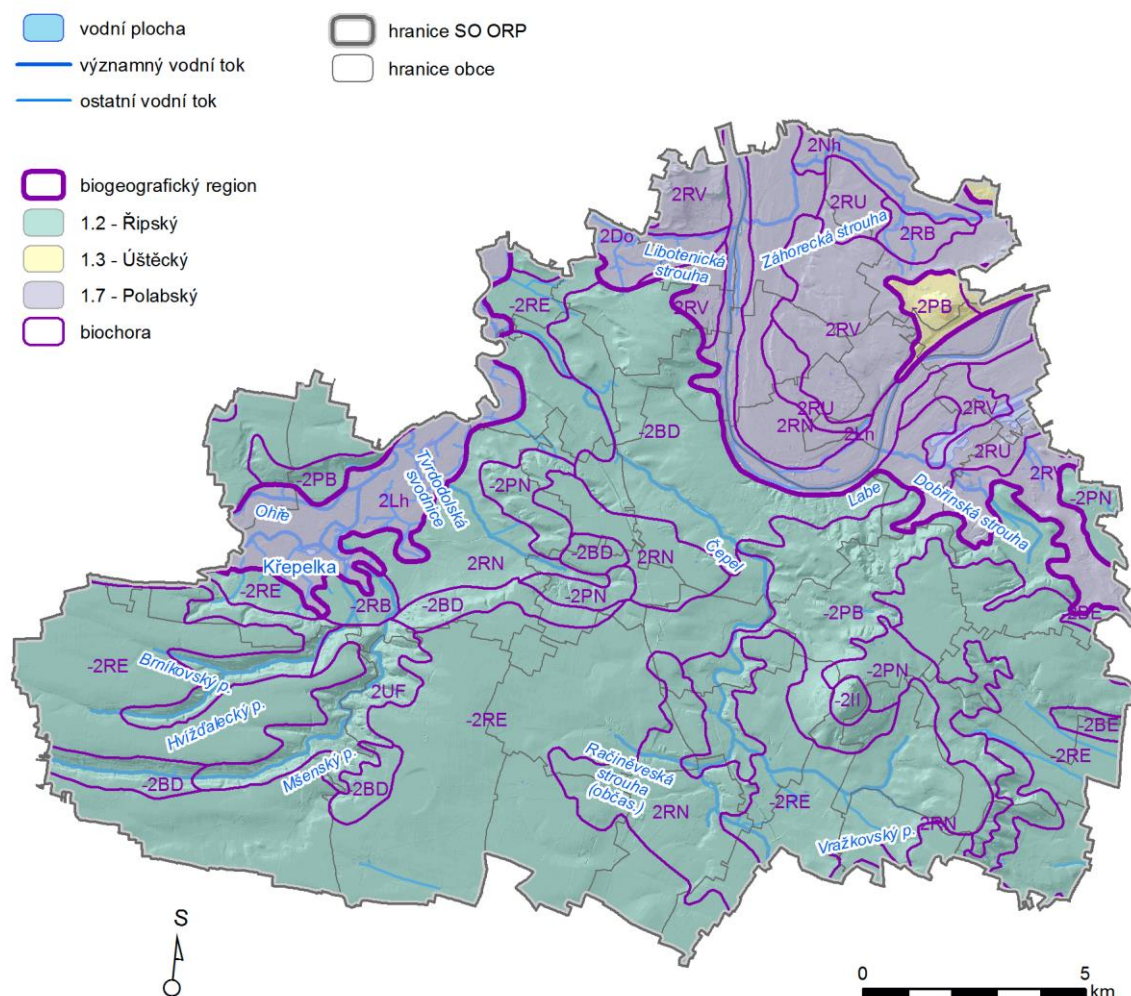 vodní plocha
významný vodní tok
ostatní vodní tok
hranice SO ORP
hranice obce
biogeografický region
1.2 - Řipský
1.3 - Úštěcký
1.7 - Polabský
biochora
2Nh
2RV
2RU
2RB
2Do
Libotenická
strouha
Záhorecká strouha
-2RE
2RV
2RV
-2PB
2RU
2RN
2Lh
2RV
2RU
2RV
-2BD
-2PB
Ohře
2Lh
Tvrdodolská
svodnice
-2PN
Labe
Dobřínská strouha
-2PN
Křepelka
2RN
-2BD
2RN
Čepel
-2RE
-2RB
-2BD
-2PN
-2PB
-2BE
-2RE
Brníkovský p.
2UF
-2PN
-2II
Hvížďalecký p.
-2RE
-2BE
-2RE
-2BD
Mšenský p.
-2BD
Račiněveská
strouha
(občas.)
2RN
-2RE
2RN
Vražkovský p.
S
0 5
km